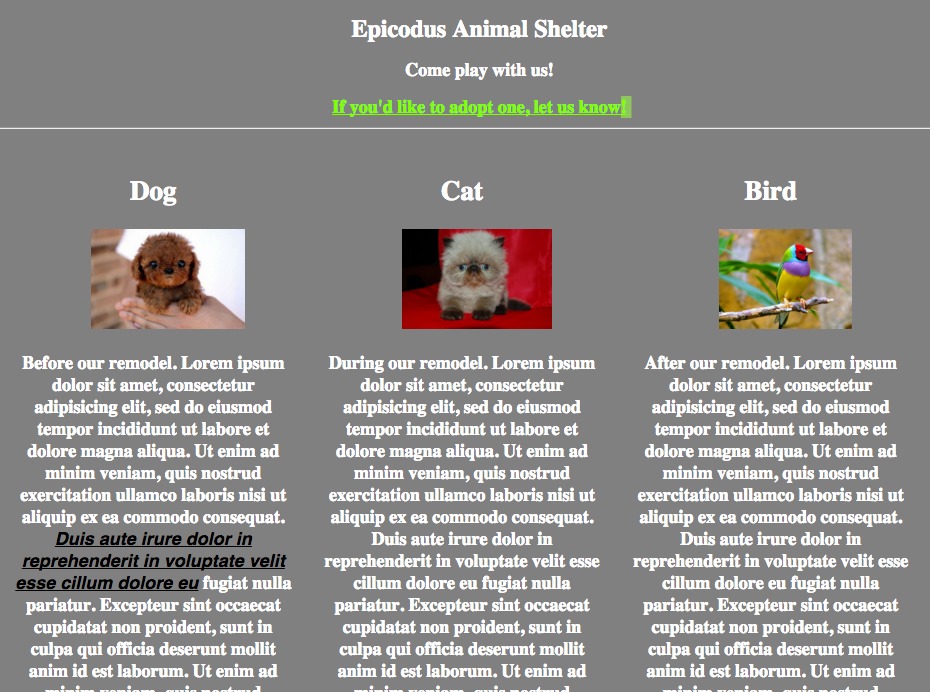 Epicodus Animal Shelter
Come play with us!
If you'd like to adopt one, let us know!
Dog
Before our remodel. Lorem ipsum
dolor sit amet, consectetur
adipisicing elit, sed do eiusmod
tempor incididunt ut labore et
dolore magna aliqua. Ut enim ad
minim veniam, quis nostrud
exercitation ullamco laboris nisi ut
aliquip ex ea commodo consequat.
Duis aute irure dolor in
reprehenderit in voluptate velit
esse cillum dolore eu fugiat nulla
pariatur. Excepteur sint occaecat
cupidatat non proident, sunt in
culpa qui officia deserunt mollit
anim id est laborum. Ut enim ad
minim veniam, quis nostrud
Cat
During our remodel. Lorem ipsum
dolor sit amet, consectetur
adipisicing elit, sed do eiusmod
tempor incididunt ut labore et
dolore magna aliqua. Ut enim ad
minim veniam, quis nostrud
exercitation ullamco laboris nisi ut
aliquip ex ea commodo consequat.
Duis aute irure dolor in
reprehenderit in voluptate velit esse
cillum dolore eu fugiat nulla
pariatur. Excepteur sint occaecat
cupidatat non proident, sunt in
culpa qui officia deserunt mollit
anim id est laborum. Ut enim ad
minim veniam, quis nostrud
Bird
After our remodel. Lorem ipsum
dolor sit amet, consectetur
adipisicing elit, sed do eiusmod
tempor incididunt ut labore et
dolore magna aliqua. Ut enim ad
minim veniam, quis nostrud
exercitation ullamco laboris nisi ut
aliquip ex ea commodo consequat.
Duis aute irure dolor in
reprehenderit in voluptate velit esse
cillum dolore eu fugiat nulla
pariatur. Excepteur sint occaecat
cupidatat non proident, sunt in
culpa qui officia deserunt mollit
anim id est laborum. Ut enim ad
minim veniam, quis nostrud